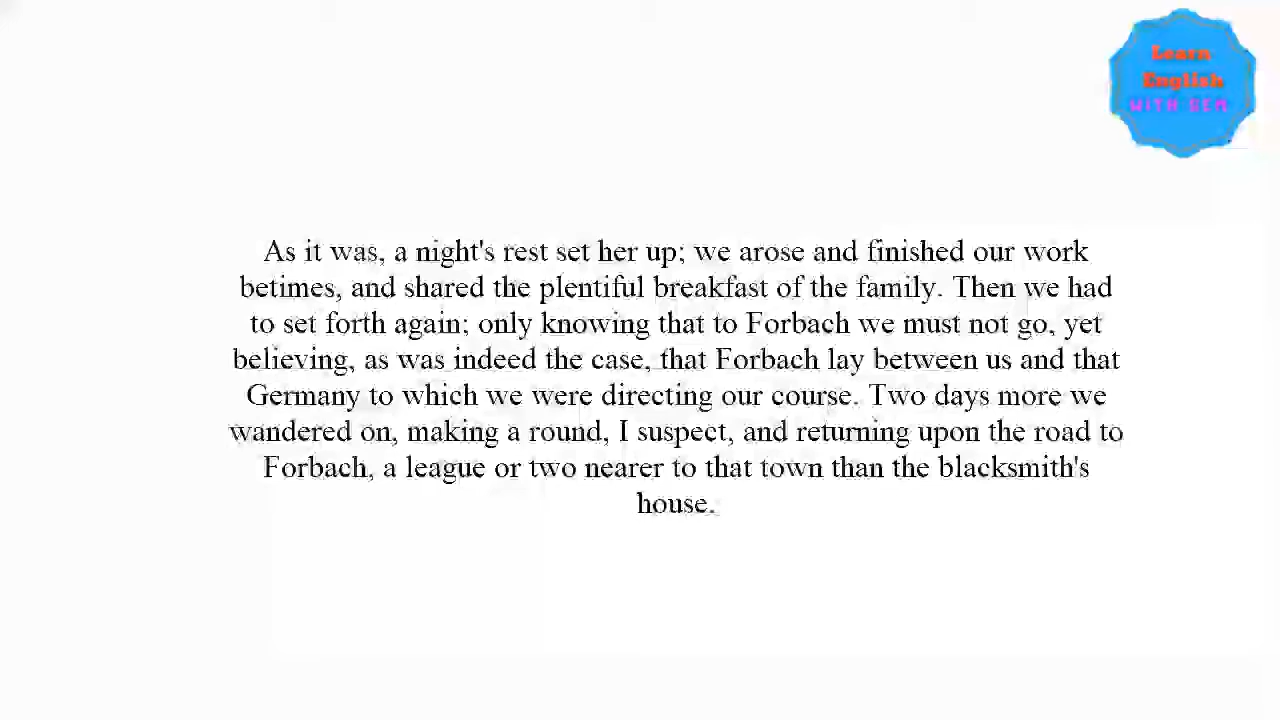 Learn
English
WITH GEM
As it was, a night's rest set her up; we arose and finished our work
betimes, and shared the plentiful breakfast of the family. Then we had
to set forth again; only knowing that to Forbach we must not go, yet
believing, as was indeed the case, that Forbach lay between us and that
Germany to which we were directing our course. Two days more we
wandered on, making a round, I suspect, and returning upon the road to
Forbach, a league or two nearer to that town than the blacksmith's
house.